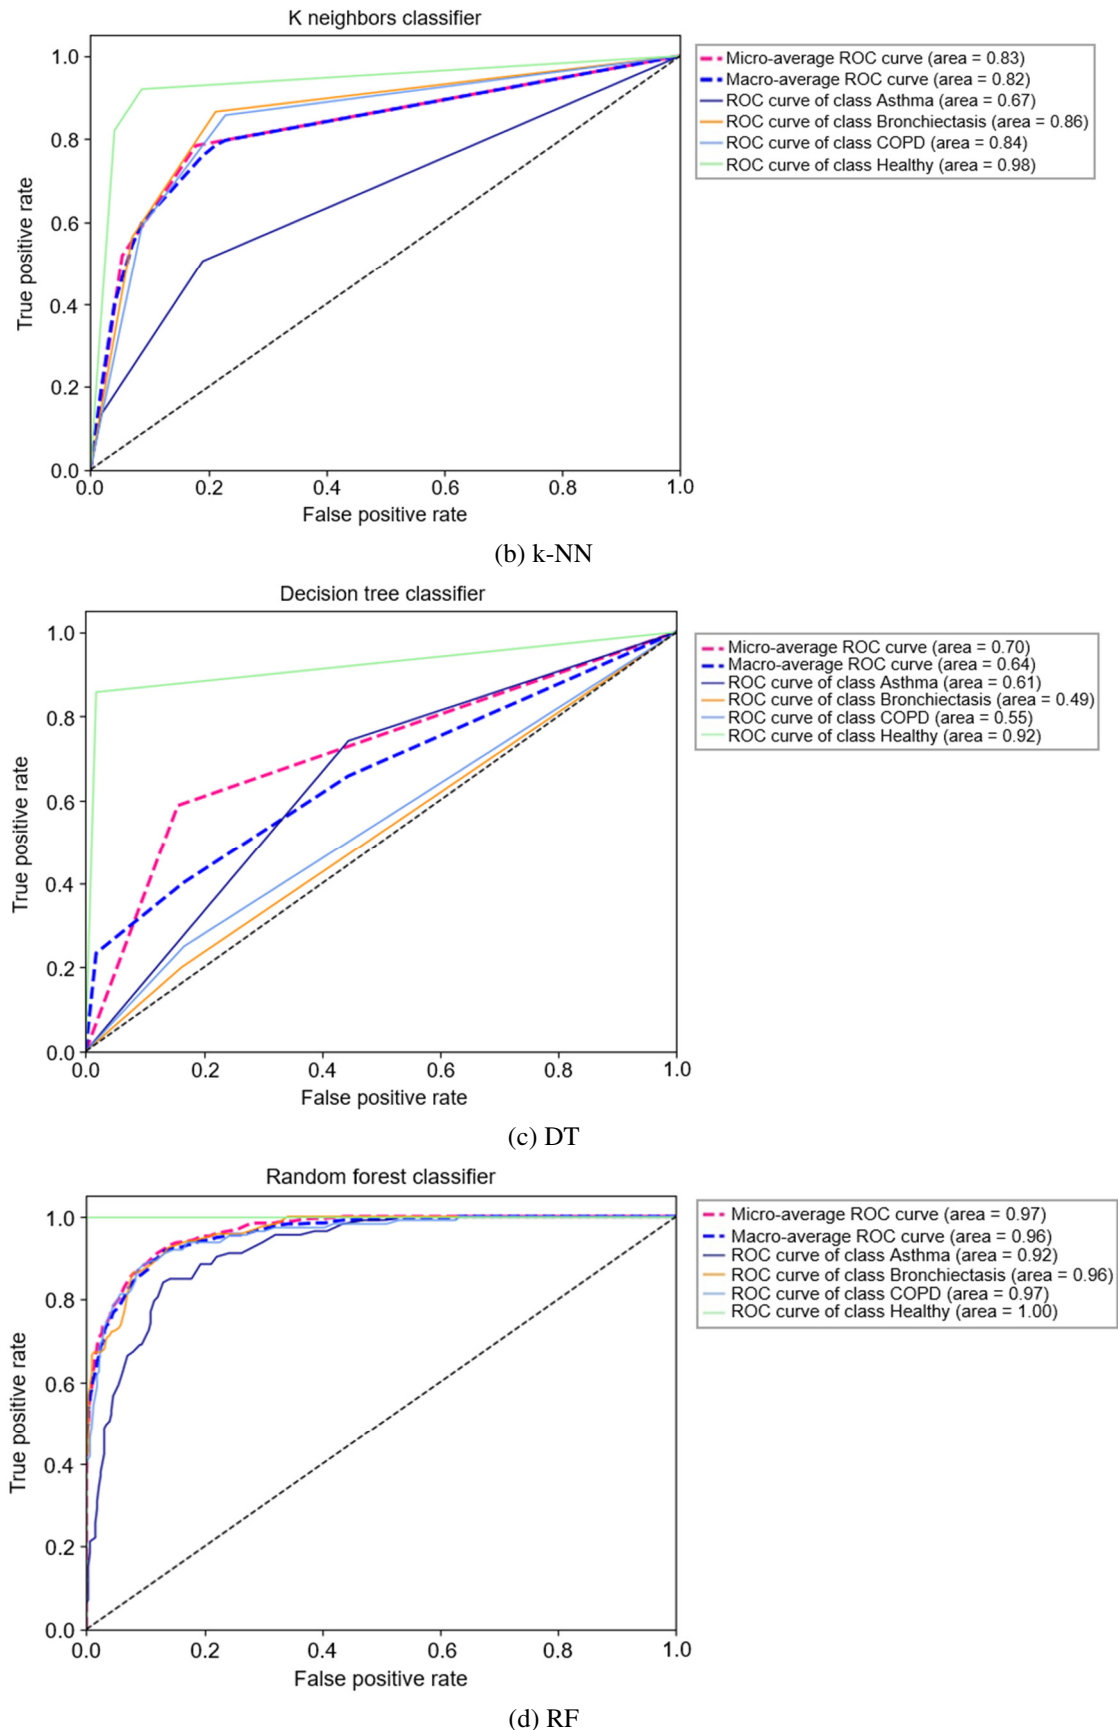 K neighbors classifier
1.0
0.8
0.6
0.4
0.2
0.0
True positive rate
0.0 0.2 0.4 0.6 0.8 1.0
False positive rate
Micro-average ROC curve (area = 0.83)
Macro-average ROC curve (area = 0.82)
ROC curve of class Asthma (area = 0.67)
ROC curve of class Bronchiectasis (area = 0.86)
ROC curve of class COPD (area = 0.84)
ROC curve of class Healthy (area = 0.98)
(b) k-NN
Decision tree classifier
1.0
0.8
0.6
0.4
0.2
0.0
True positive rate
0.0 0.2 0.4 0.6 0.8 1.0
False positive rate
Micro-average ROC curve (area = 0.70)
Macro-average ROC curve (area = 0.64)
ROC curve of class Asthma (area = 0.61)
ROC curve of class Bronchiectasis (area = 0.49)
ROC curve of class COPD (area = 0.55)
ROC curve of class Healthy (area = 0.92)
(c) DT
Random forest classifier
1.0
0.8
0.6
0.4
0.2
0.0
True positive rate
0.0 0.2 0.4 0.6 0.8 1.0
False positive rate
Micro-average ROC curve (area = 0.97)
Macro-average ROC curve (area = 0.96)
ROC curve of class Asthma (area = 0.92)
ROC curve of class Bronchiectasis (area = 0.96)
ROC curve of class COPD (area = 0.97)
ROC curve of class Healthy (area = 1.00)
(d) RF